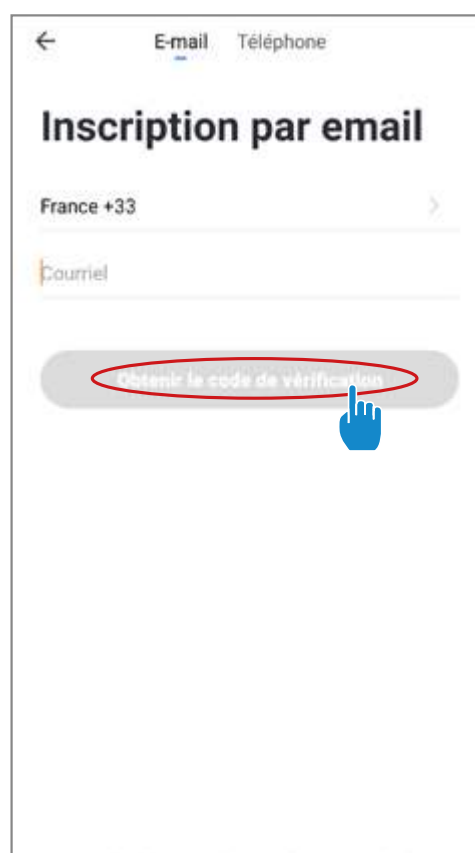 E-mail Téléphone
Inscription par email
France +33
Courriel
Obtenir le code de vérification